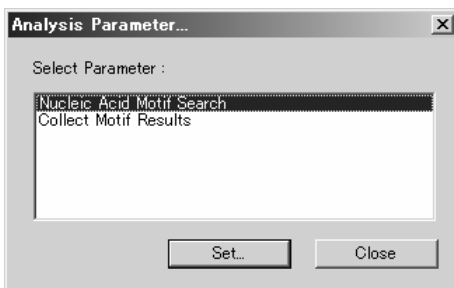 Analysis Parameter...
Select Parameter :
Nucleic Acid Motif Search
Collect Motif Results
Set...
Close